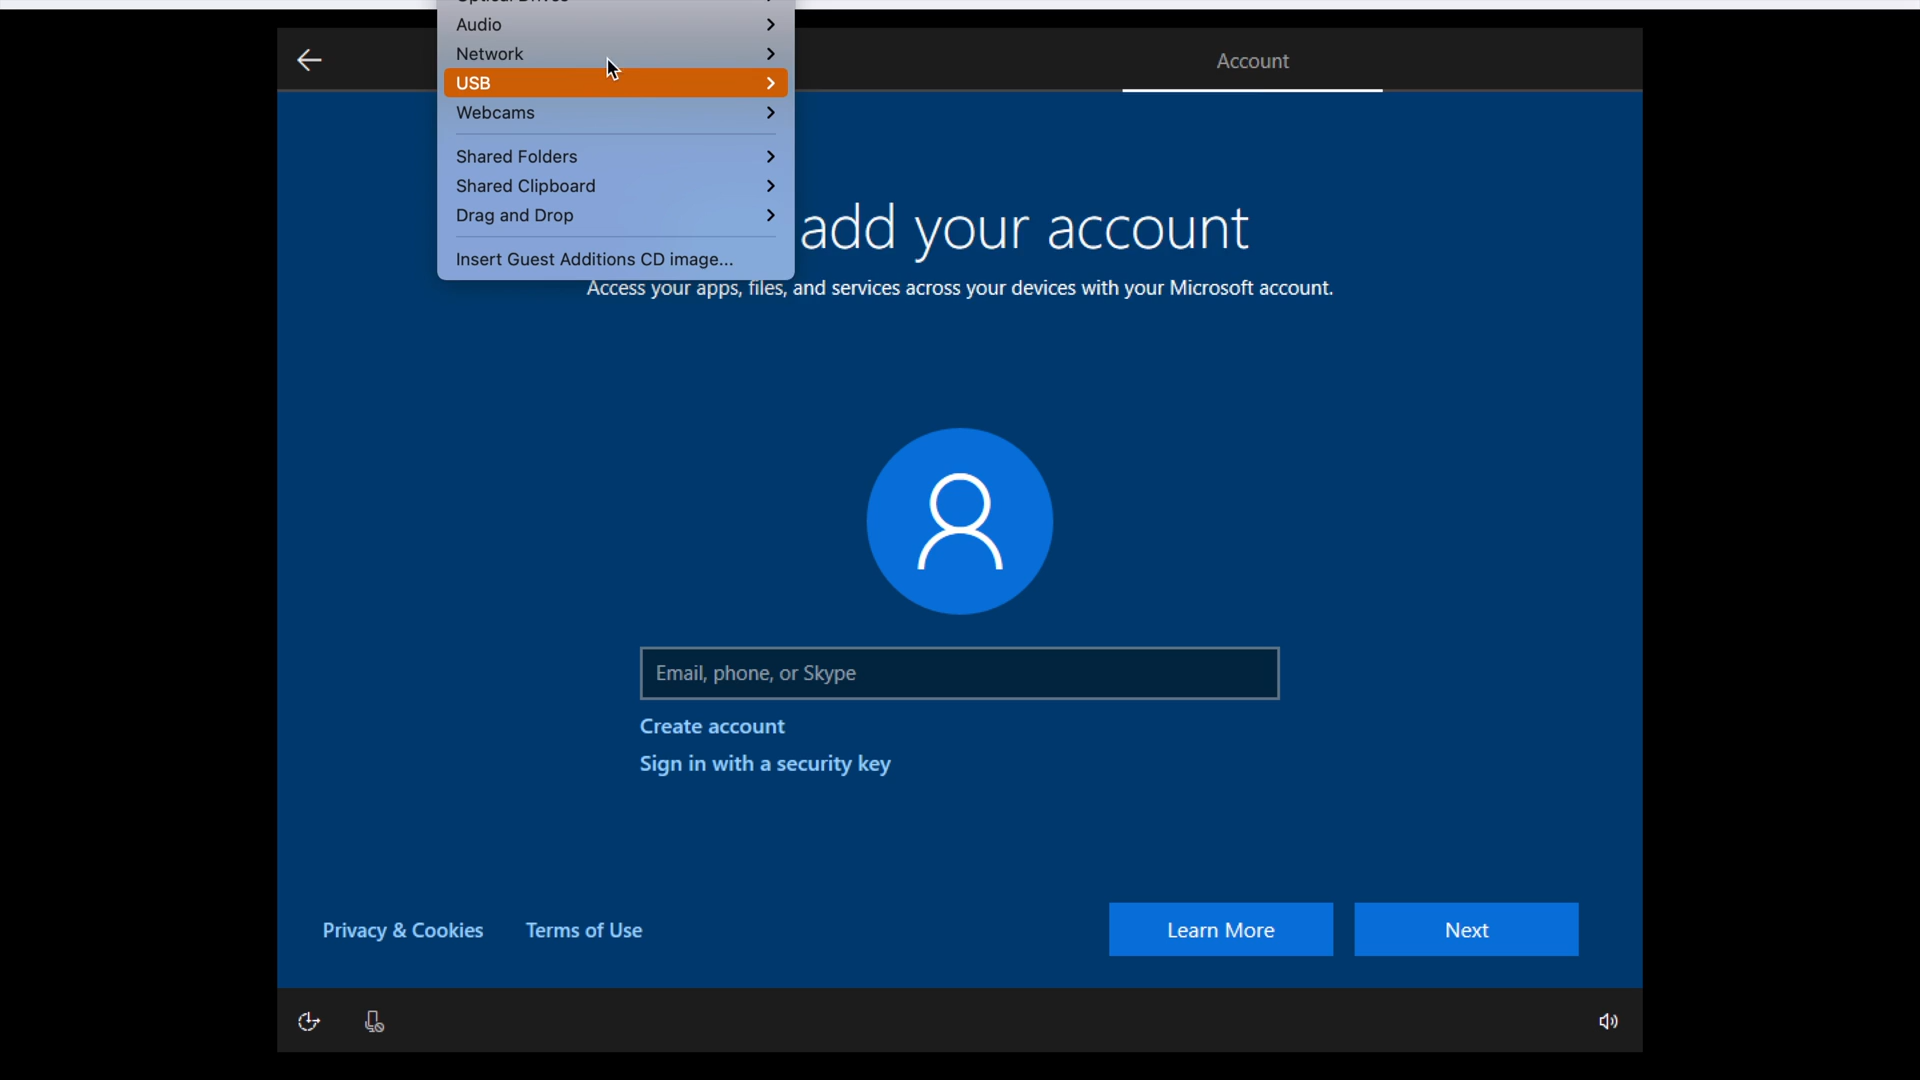 Optical Drives
Audio
Network
USB
Webcams
Shared Folders
Shared Clipboard
Drag and Drop
Insert Guest Additions CD image...
Account
add your account
Access your apps, files, and services across your devices with your Microsoft account.
Email, phone, or Skype
Create account
Sign in with a security key
Privacy & Cookies
Terms of Use
Learn More
Next